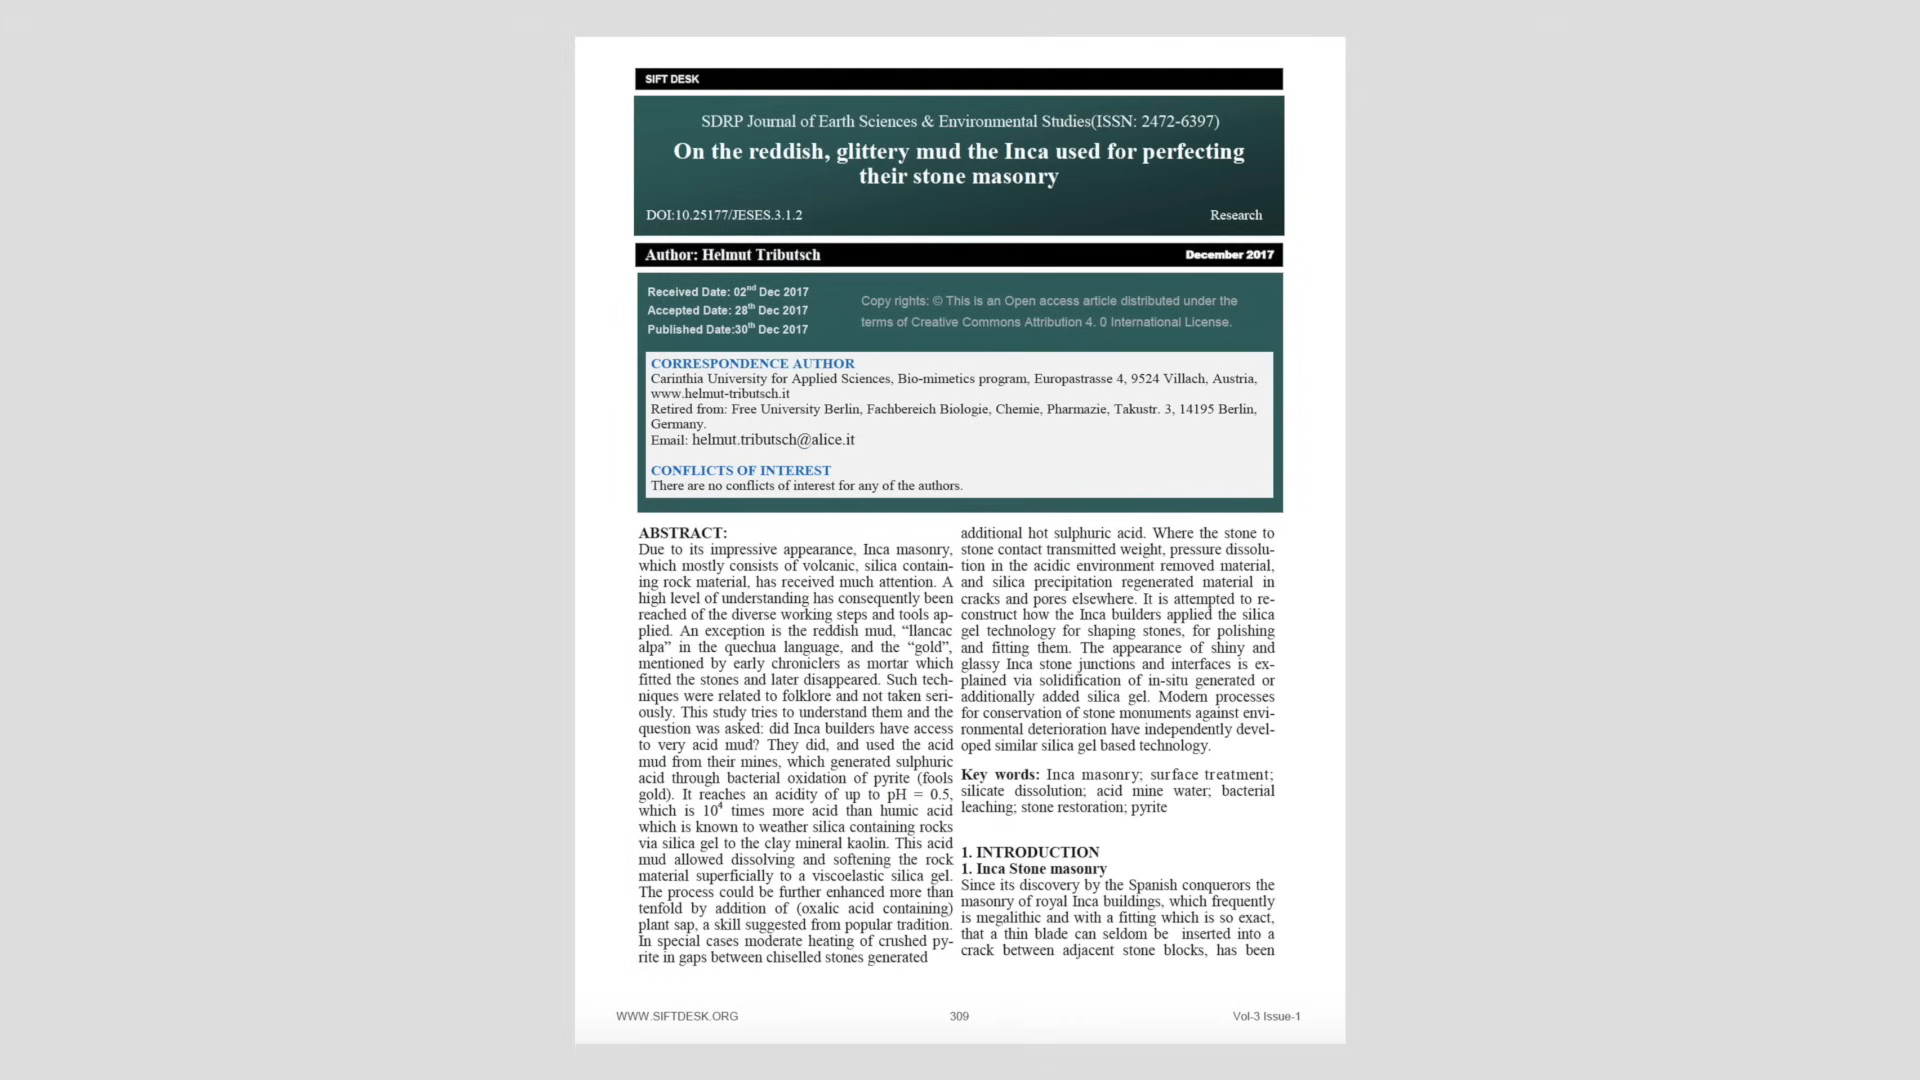 SIFT DESK
SDRP Journal of Earth Sciences & Environmental Studies(ISSN: 2472-6397)
On the reddish, glittery mud the Inca used for perfecting
their stone masonry
DOI:10.25177/JESES.3.1.2
Research
Author: Helmut Tributsch
December 2017
Received Date: 02nd Dec 2017
Accepted Date: 28th Dec 2017
Published Date:30th Dec 2017
Copy rights: © This is an Open access article distributed under the
terms of Creative Commons Attribution 4. 0 International License.
CORRESPONDENCE AUTHOR
Carinthia University for Applied Sciences, Bio-mimetics program, Europastrasse 4, 9524 Villach, Austria,
www.helmut-tributsch.it
Retired from: Free University Berlin, Fachbereich Biologie, Chemie, Pharmazie, Takustr. 3, 14195 Berlin,
Germany.
Email: helmut.tributsch@alice.it
CONFLICTS OF INTEREST
There are no conflicts of interest for any of the authors.
ABSTRACT:
Due to its impressive appearance, Inca masonry,
which mostly consists of volcanic, silica contain-
ing rock material, has received much attention. A
high level of understanding has consequently been
reached of the diverse working steps and tools ap-
plied. An exception is the reddish mud, “llancac
alpa” in the quechua language, and the “gold”,
mentioned by early chroniclers as mortar which
fitted the stones and later disappeared. Such tech-
niques were related to folklore and not taken seri-
ously. This study tries to understand them and the
question was asked: did Inca builders have access
to very acid mud? They did, and used the acid
mud from their mines, which generated sulphuric
acid through bacterial oxidation of pyrite (fools
gold). It reaches an acidity of up to pH = 0.5,
which is 10⁴ times more acid than humic acid
which is known to weather silica containing rocks
via silica gel to the clay mineral kaolin. This acid
mud allowed dissolving and softening the rock
material superficially to a viscoelastic silica gel.
The process could be further enhanced more than
tenfold by addition of (oxalic acid containing)
plant sap, a skill suggested from popular tradition.
In special cases moderate heating of crushed py-
rite in gaps between chiselled stones generated
additional hot sulphuric acid. Where the stone to
stone contact transmitted weight, pressure dissolu-
tion in the acidic environment removed material,
and silica precipitation regenerated material in
cracks and pores elsewhere. It is attempted to re-
construct how the Inca builders applied the silica
gel technology for shaping stones, for polishing
and fitting them. The appearance of shiny and
glassy Inca stone junctions and interfaces is ex-
plained via solidification of in-situ generated or
additionally added silica gel. Modern processes
for conservation of stone monuments against envi-
ronmental deterioration have independently devel-
oped similar silica gel based technology.
Key words: Inca masonry; surface treatment;
silicate dissolution; acid mine water; bacterial
leaching; stone restoration; pyrite
1. INTRODUCTION
1. Inca Stone masonry
Since its discovery by the Spanish conquerors the
masonry of royal Inca buildings, which frequently
is megalithic and with a fitting which is so exact,
that a thin blade can seldom be inserted into a
crack between adjacent stone blocks, has been
WWW.SIFTDESK.ORG
309
Vol-3 Issue-1